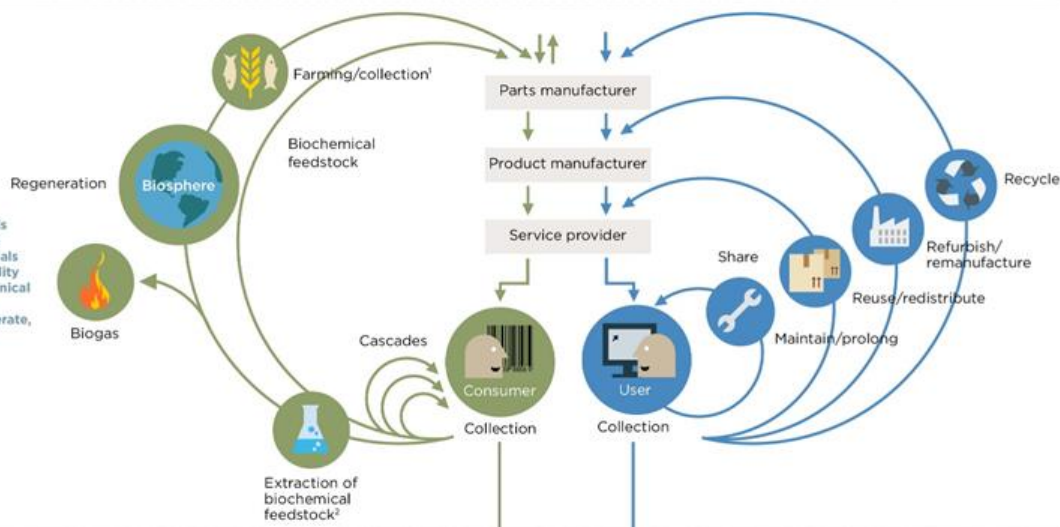 Farming/collection¹
Parts manufacturer
Biochemical
feedstock
Product manufacturer
Regeneration
Biosphere
Recycle
Service provider
Share
Refurbish/
remanufacture
Reuse/redistribute
Biogas
Cascades
Maintain/prolong
Consumer
User
Collection
Collection
Extraction of
biochemical
feedstock²